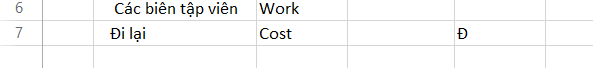 6 Các biên tập viên Work
7 Đi lại Cost Đ